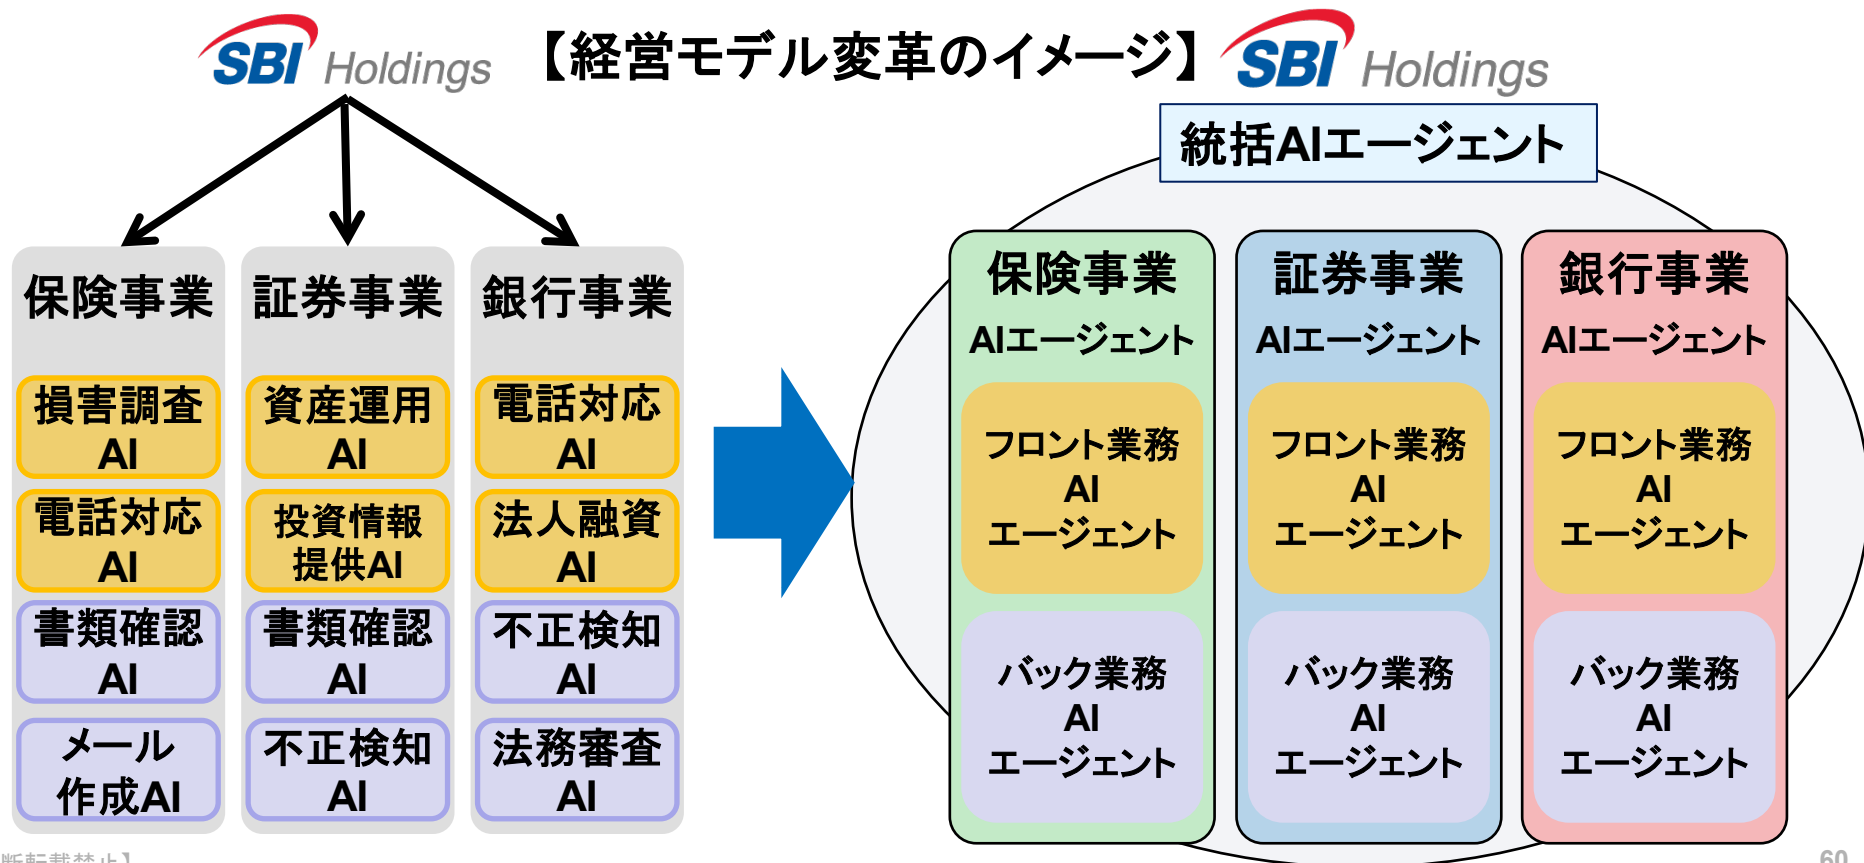 SBI Holdings
【経営モデル変革のイメージ】
SBI Holdings
保険事業
損害調査
AI
電話対応
AI
書類確認
AI
メール
作成AI
証券事業
資産運用
AI
投資情報
提供AI
書類確認
AI
不正検知
AI
銀行事業
電話対応
AI
法人融資
AI
不正検知
AI
法務審査
AI
統括AIエージェント
保険事業
AIエージェント
フロント業務
AI
エージェント
バック業務
AI
エージェント
証券事業
AIエージェント
フロント業務
AI
エージェント
バック業務
AI
エージェント
銀行事業
AIエージェント
フロント業務
AI
エージェント
バック業務
AI
エージェント
断転載禁止】
60